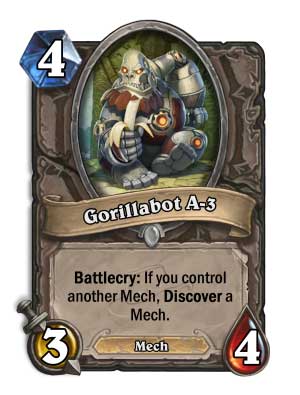 4
Gorillabot A-3
Battlecry: If you control
another Mech, Discover a
Mech.
Mech
3
4